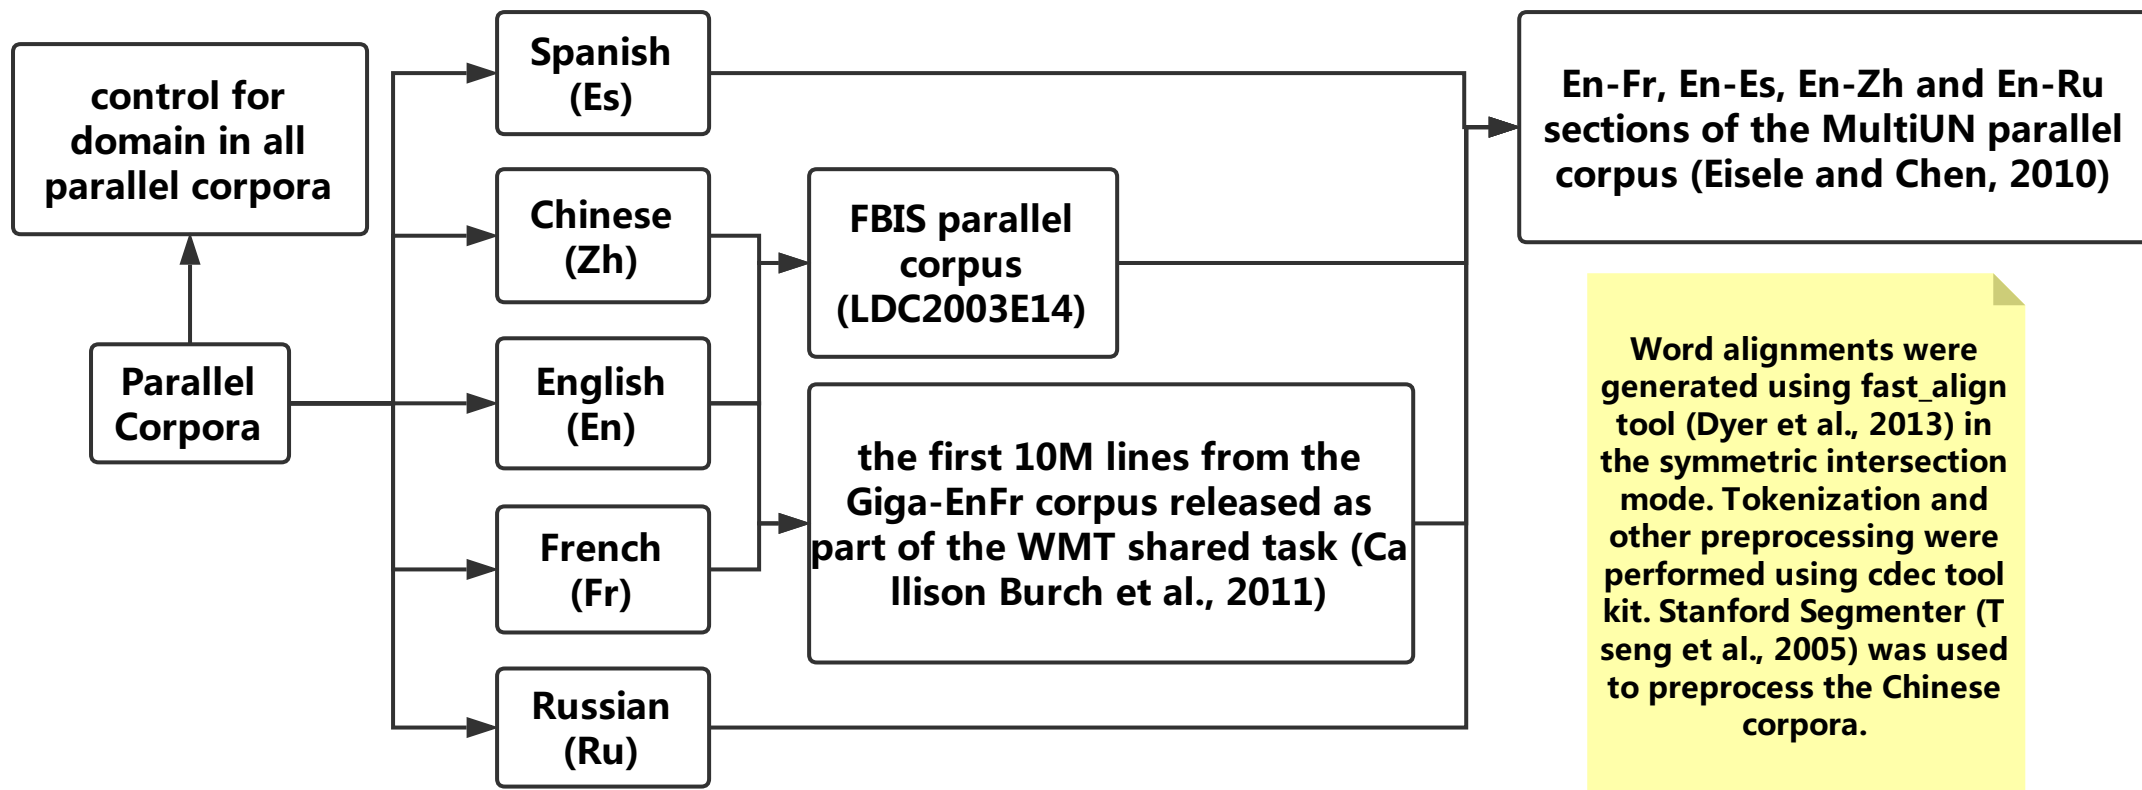 control for
domain in all
parallel corpora
Parallel
Corpora
Spanish
(Es)
Chinese
(Zh)
English
(En)
French
(Fr)
Russian
(Ru)
FBIS parallel
corpus
(LDC2003E14)
the first 10M lines from the
Giga-EnFr corpus released as
part of the WMT shared task (Ca
llison Burch et al., 2011)
En-Fr, En-Es, En-Zh and En-Ru
sections of the MultiUN parallel
corpus (Eisele and Chen, 2010)
Word alignments were
generated using fast_align
tool (Dyer et al., 2013) in
the symmetric intersection
mode. Tokenization and
other preprocessing were
performed using cdec tool
kit. Stanford Segmenter (T
seng et al., 2005) was used
to preprocess the Chinese
corpora.